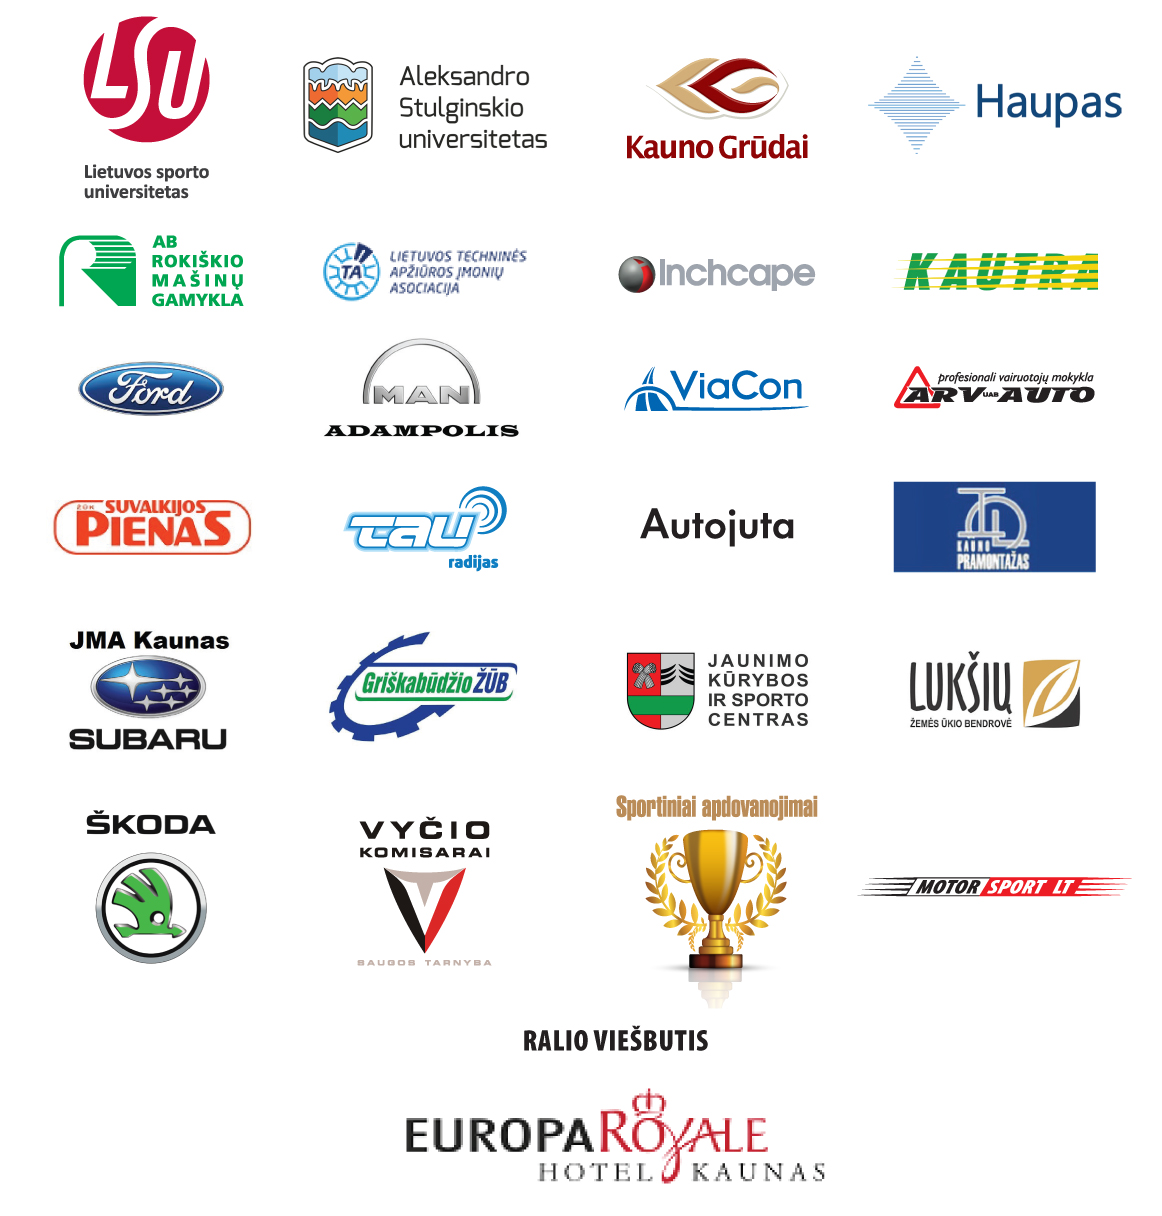 LSU
Lietuvos sporto
universitetas
Aleksandro
Stulginskio
universitetas
Kauno Grūdai
Haupas
AB
ROKIŠKIO
MAŠINŲ
GAMYKLA
TA
LIETUVOS TECHNINĖS
APŽIŪROS ĮMONIŲ
ASOCIACIJA
Inchcape
KAUTRA
Ford
MAN
ADAMPOLIS
ViaCon
profesionali vairuotojų mokykla
ARV UAB AUTO
ŽŪK SUVALKIJOS
PIENAS
TAU
radijas
Autojuta
KAUNO
PRAMONTAŽAS
JMA Kaunas
SUBARU
Griškabūdžio ŽŪB
JAUNIMO
KŪRYBOS
IR SPORTO
CENTRAS
LUKŠIŲ
ŽEMĖS ŪKIO BENDROVĖ
ŠKODA
VYČIO
KOMISARAI
SAUGOS TARNYBA
Sportiniai apdovanojimai
MOTOR SPORT LT
RALIO VIEŠBUTIS
EUROPA ROYALE
HOTEL KAUNAS